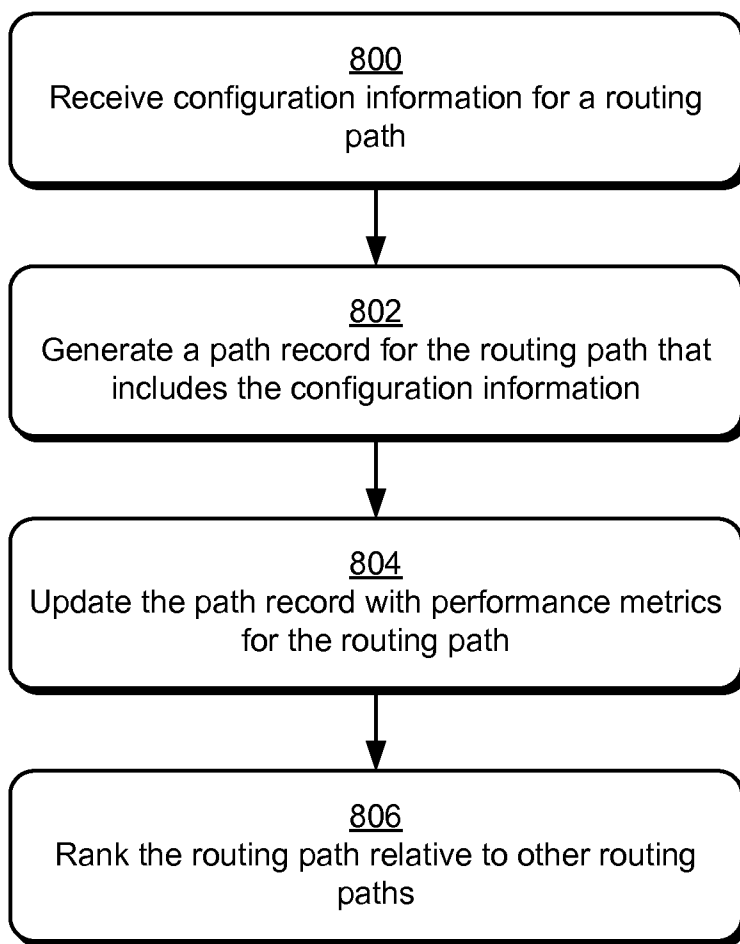 800
Receive configuration information for a routing
path
802
Generate a path record for the routing path that
includes the configuration information
804
Update the path record with performance metrics
for the routing path
806
Rank the routing path relative to other routing
paths